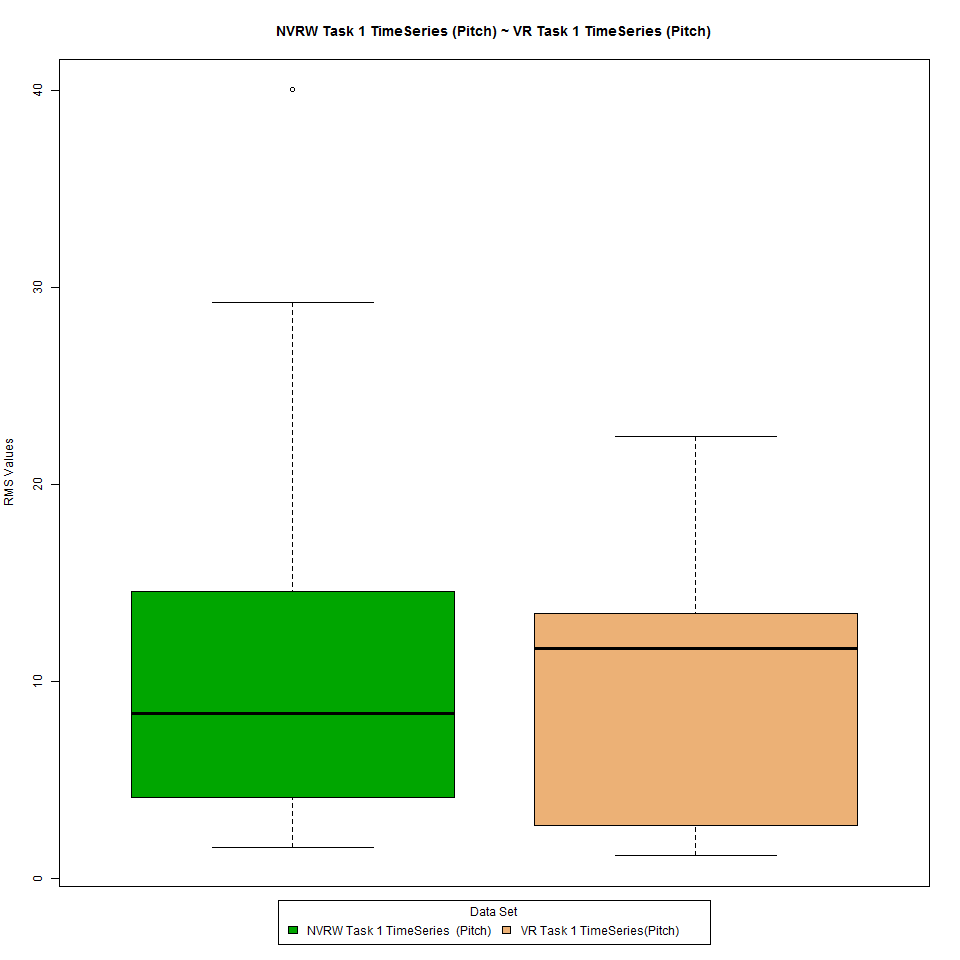 NVRW Task 1 TimeSeries (Pitch) ~ VR Task 1 TimeSeries (Pitch)
40
30
20
10
0
RMS Values
Data Set
NVRW Task 1 TimeSeries  (Pitch)
VR Task 1 TimeSeries(Pitch)